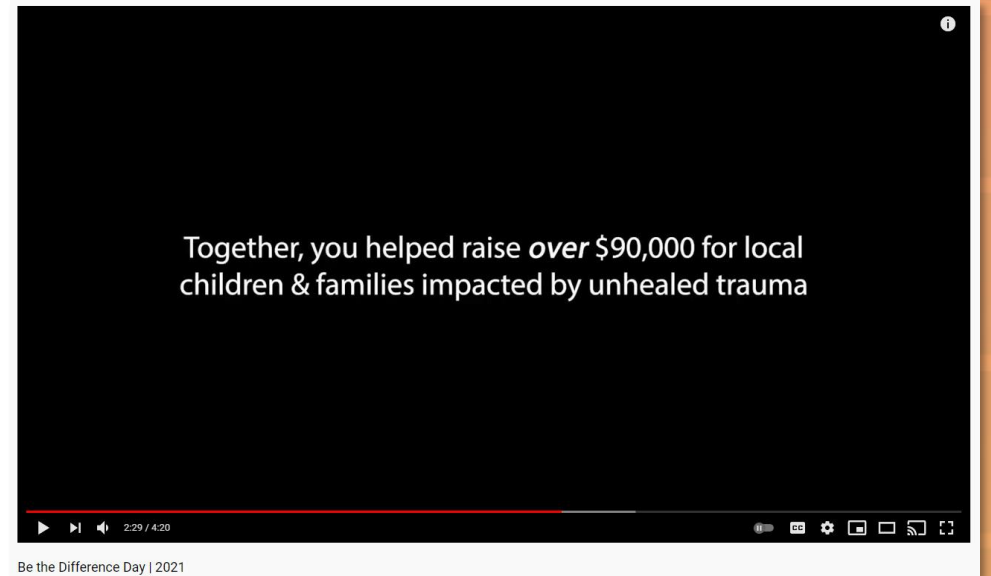 Together, you helped raise over $90,000 for local
children & families impacted by unhealed trauma
2:29 / 4:20
CC
Be the Difference Day | 2021